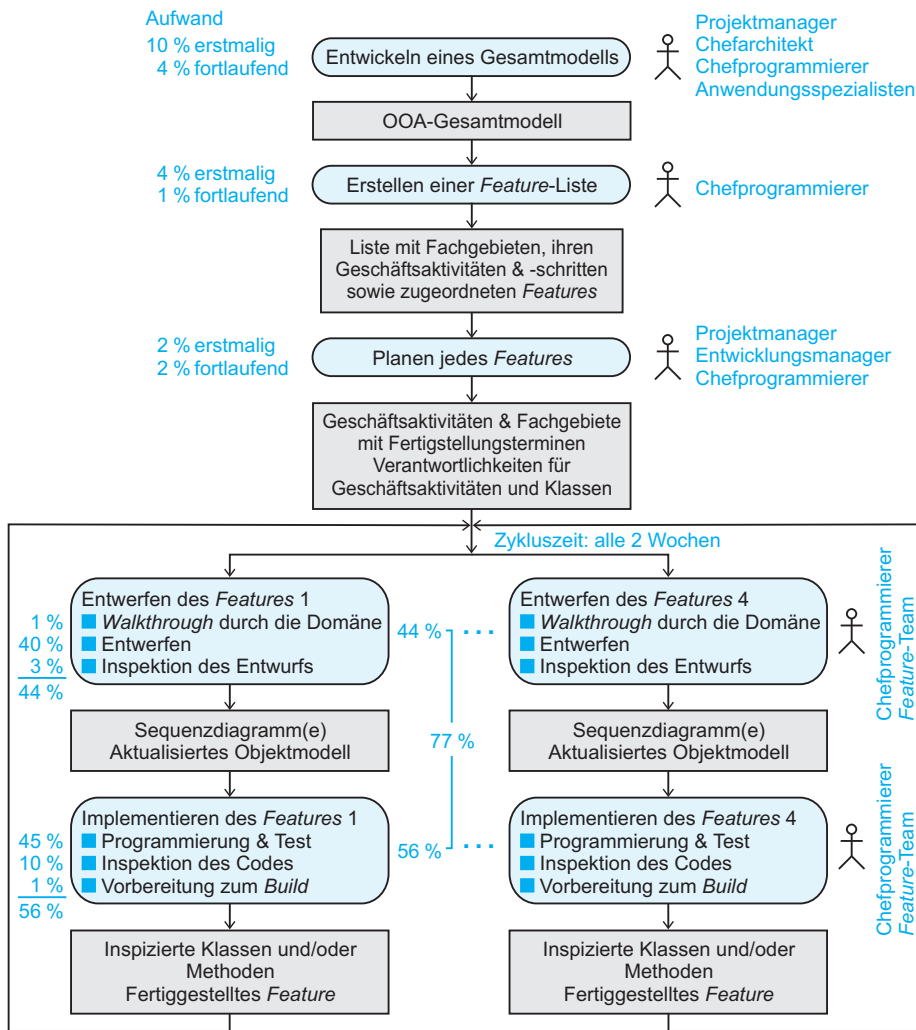 Aufwand
10 % erstmalig
4 % fortlaufend
Entwickeln eines Gesamtmodells
Projektmanager
Chefarchitekt
Chefprogrammierer
Anwendungsspezialisten
OOA-Gesamtmodell
4 % erstmalig
1 % fortlaufend
Erstellen einer Feature-Liste
Chefprogrammierer
Liste mit Fachgebieten, ihren
Geschäftsaktivitäten & -schritten
sowie zugeordneten Features
2 % erstmalig
2 % fortlaufend
Planen jedes Features
Projektmanager
Entwicklungsmanager
Chefprogrammierer
Geschäftsaktivitäten & Fachgebiete
mit Fertigstellungsterminen
Verantwortlichkeiten für
Geschäftsaktivitäten und Klassen
Zykluszeit: alle 2 Wochen
Entwerfen des Features 1
Walkthrough durch die Domäne
Entwerfen
Inspektion des Entwurfs
1 %
40 %
3 %
44 %
44 %
...
Entwerfen des Features 4
Walkthrough durch die Domäne
Entwerfen
Inspektion des Entwurfs
Chefprogrammierer
Feature-Team
Sequenzdiagramm(e)
Aktualisiertes Objektmodell
77 %
Sequenzdiagramm(e)
Aktualisiertes Objektmodell
Implementieren des Features 1
Programmierung & Test
Inspektion des Codes
Vorbereitung zum Build
45 %
10 %
1 %
56 %
56 %
...
Implementieren des Features 4
Programmierung & Test
Inspektion des Codes
Vorbereitung zum Build
Chefprogrammierer
Feature-Team
Inspizierte Klassen und/oder
Methoden
Fertiggestelltes Feature
Inspizierte Klassen und/oder
Methoden
Fertiggestelltes Feature